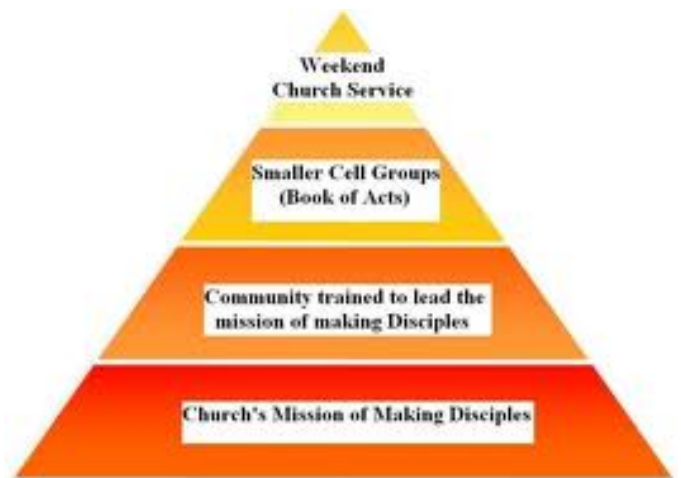 Weekend
Church Service
Smaller Cell Groups
(Book of Acts)
Community trained to lead the
mission of making Disciples
Church's Mission of Making Disciples